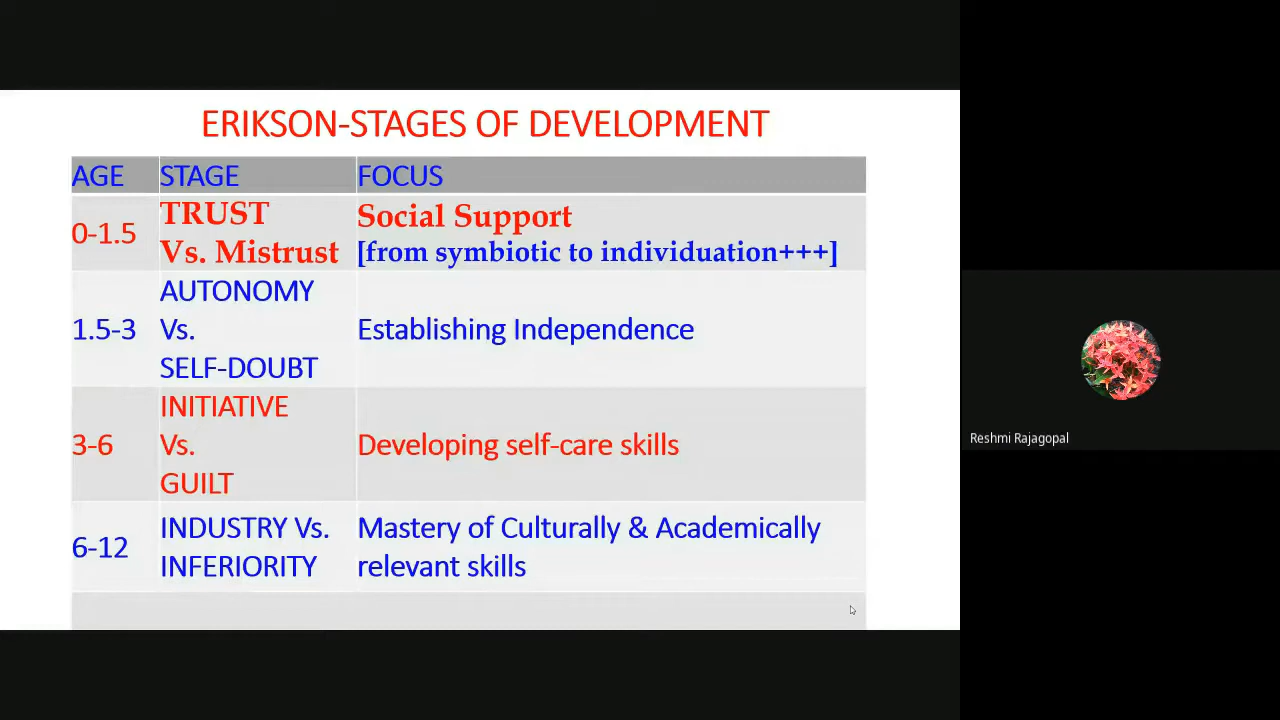 ERIKSON-STAGES OF DEVELOPMENT
AGE STAGE FOCUS
0-1.5
TRUST
Vs. Mistrust
Social Support
[from symbiotic to individuation+++]
1.5-3
AUTONOMY
Vs.
SELF-DOUBT
Establishing Independence
3-6
INITIATIVE
Vs.
GUILT
Developing self-care skills
6-12
INDUSTRY Vs.
INFERIORITY
Mastery of Culturally & Academically
relevant skills
Reshmi Rajagopal